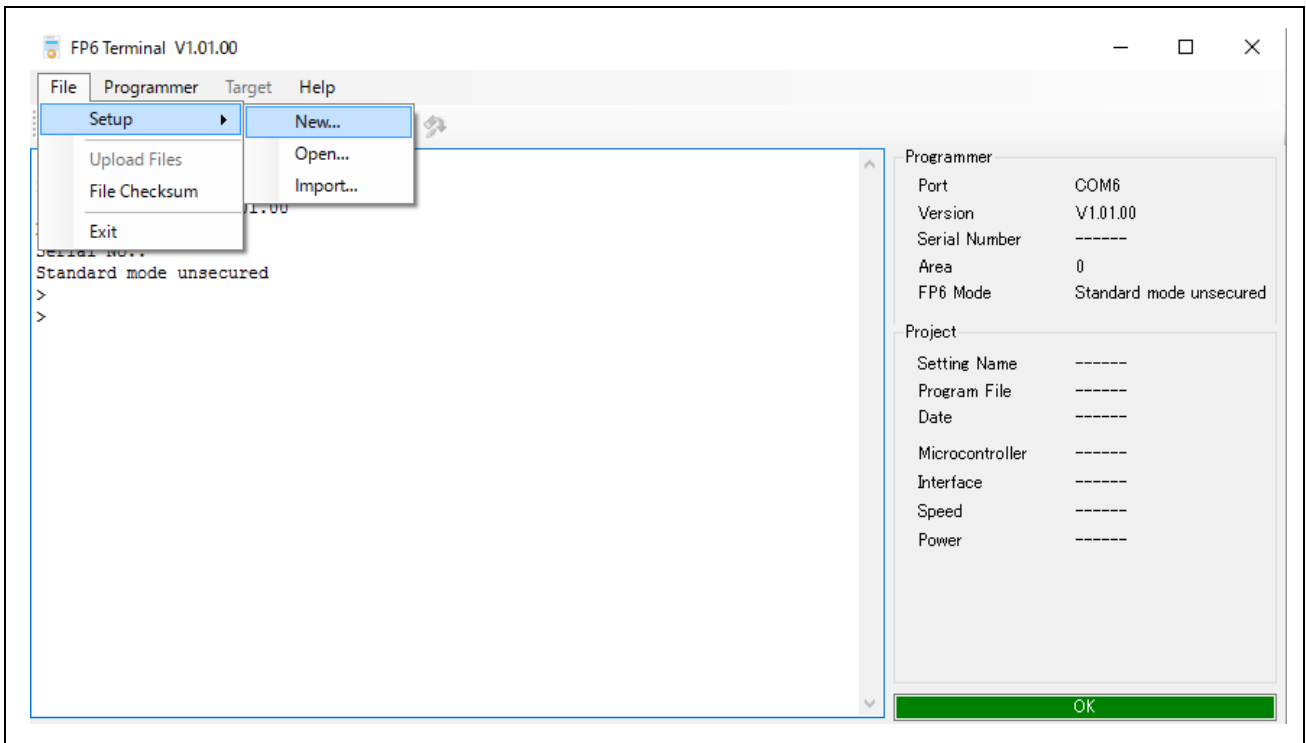 FP6 Terminal V1.01.00
File Programmer Target Help
Setup
New...
Open...
Import...
Upload Files
File Checksum
Exit
Standard mode unsecured
>
>
Programmer
Port COM6
Version V1.01.00
Serial Number ------
Area 0
FP6 Mode Standard mode unsecured
Project
Setting Name ------
Program File ------
Date ------
Microcontroller ------
Interface ------
Speed ------
Power ------
OK